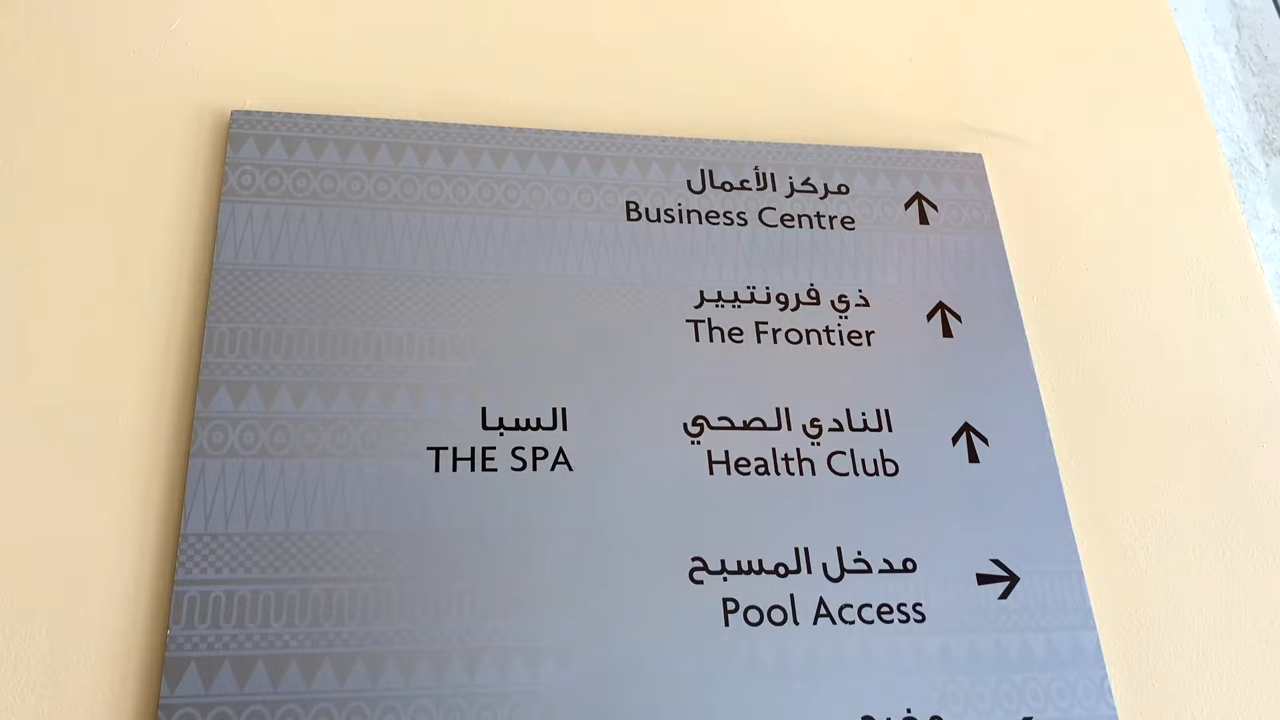 مركز الأعمال
Business Centre
ذي فرونتيير
The Frontier
النادي الصحي
Health Club
السبا
THE SPA
مدخل المسبح
Pool Access